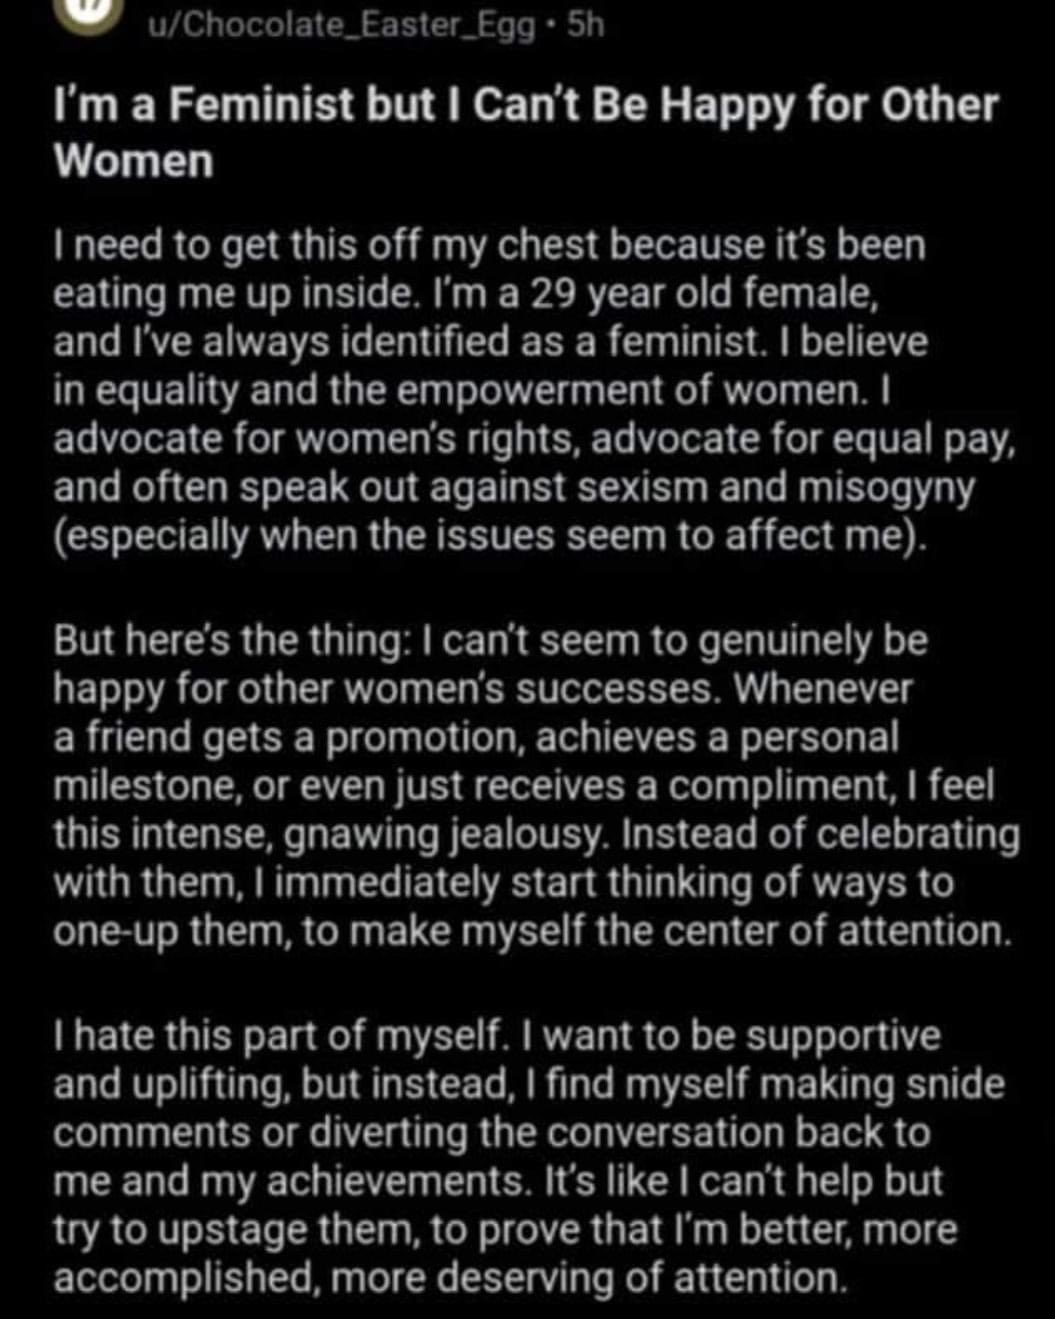 u/Chocolate_Easter_Egg • 5h
I'm a Feminist but I Can't Be Happy for Other
Women
I need to get this off my chest because it's been
eating me up inside. I'm a 29 year old female,
and I've always identified as a feminist. I believe
in equality and the empowerment of women. I
advocate for women's rights, advocate for equal pay,
and often speak out against sexism and misogyny
(especially when the issues seem to affect me).
But here's the thing: I can't seem to genuinely be
happy for other women's successes. Whenever
a friend gets a promotion, achieves a personal
milestone, or even just receives a compliment, I feel
this intense, gnawing jealousy. Instead of celebrating
with them, I immediately start thinking of ways to
one-up them, to make myself the center of attention.
I hate this part of myself. I want to be supportive
and uplifting, but instead, I find myself making snide
comments or diverting the conversation back to
me and my achievements. It's like I can't help but
try to upstage them, to prove that I'm better, more
accomplished, more deserving of attention.